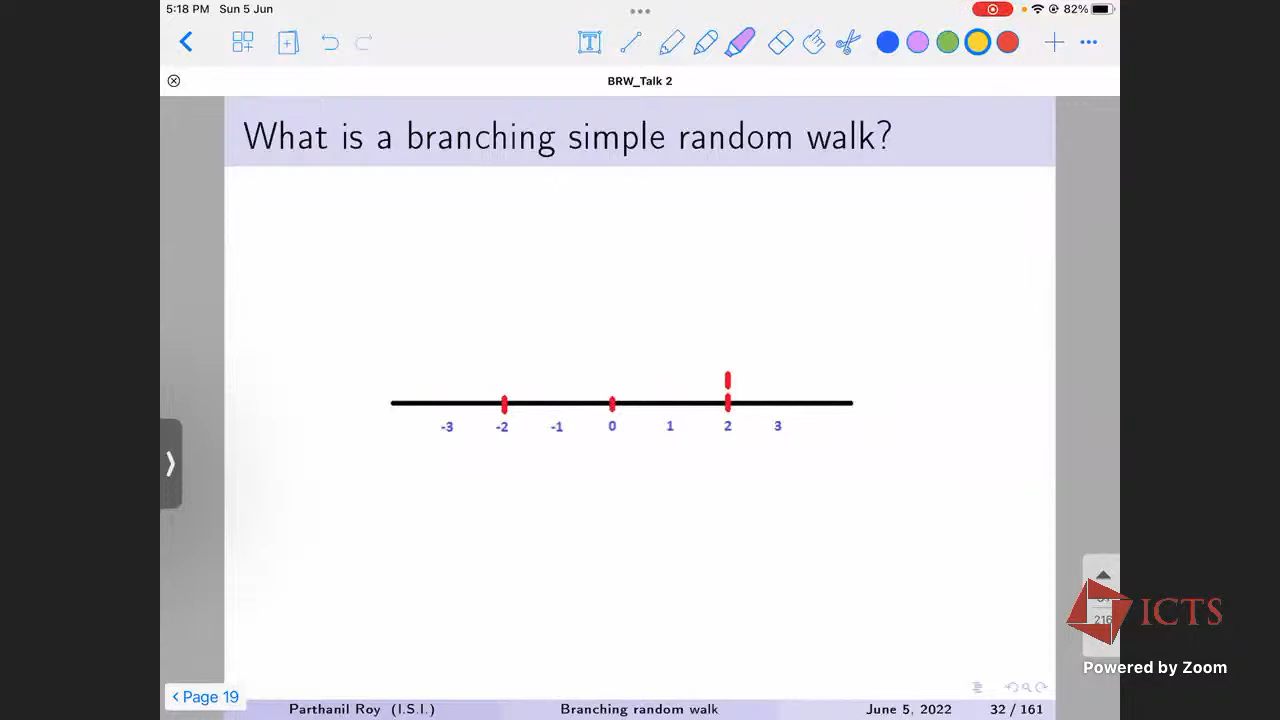 5:18 PM Sun 5 Jun
82%
BRW_Talk 2
What is a branching simple random walk?
-3 -2 -1 0 1 2 3
216
ICTS
Powered by Zoom
Page 19
Parthanil Roy (I.S.I.) Branching random walk June 5, 2022 32 / 161